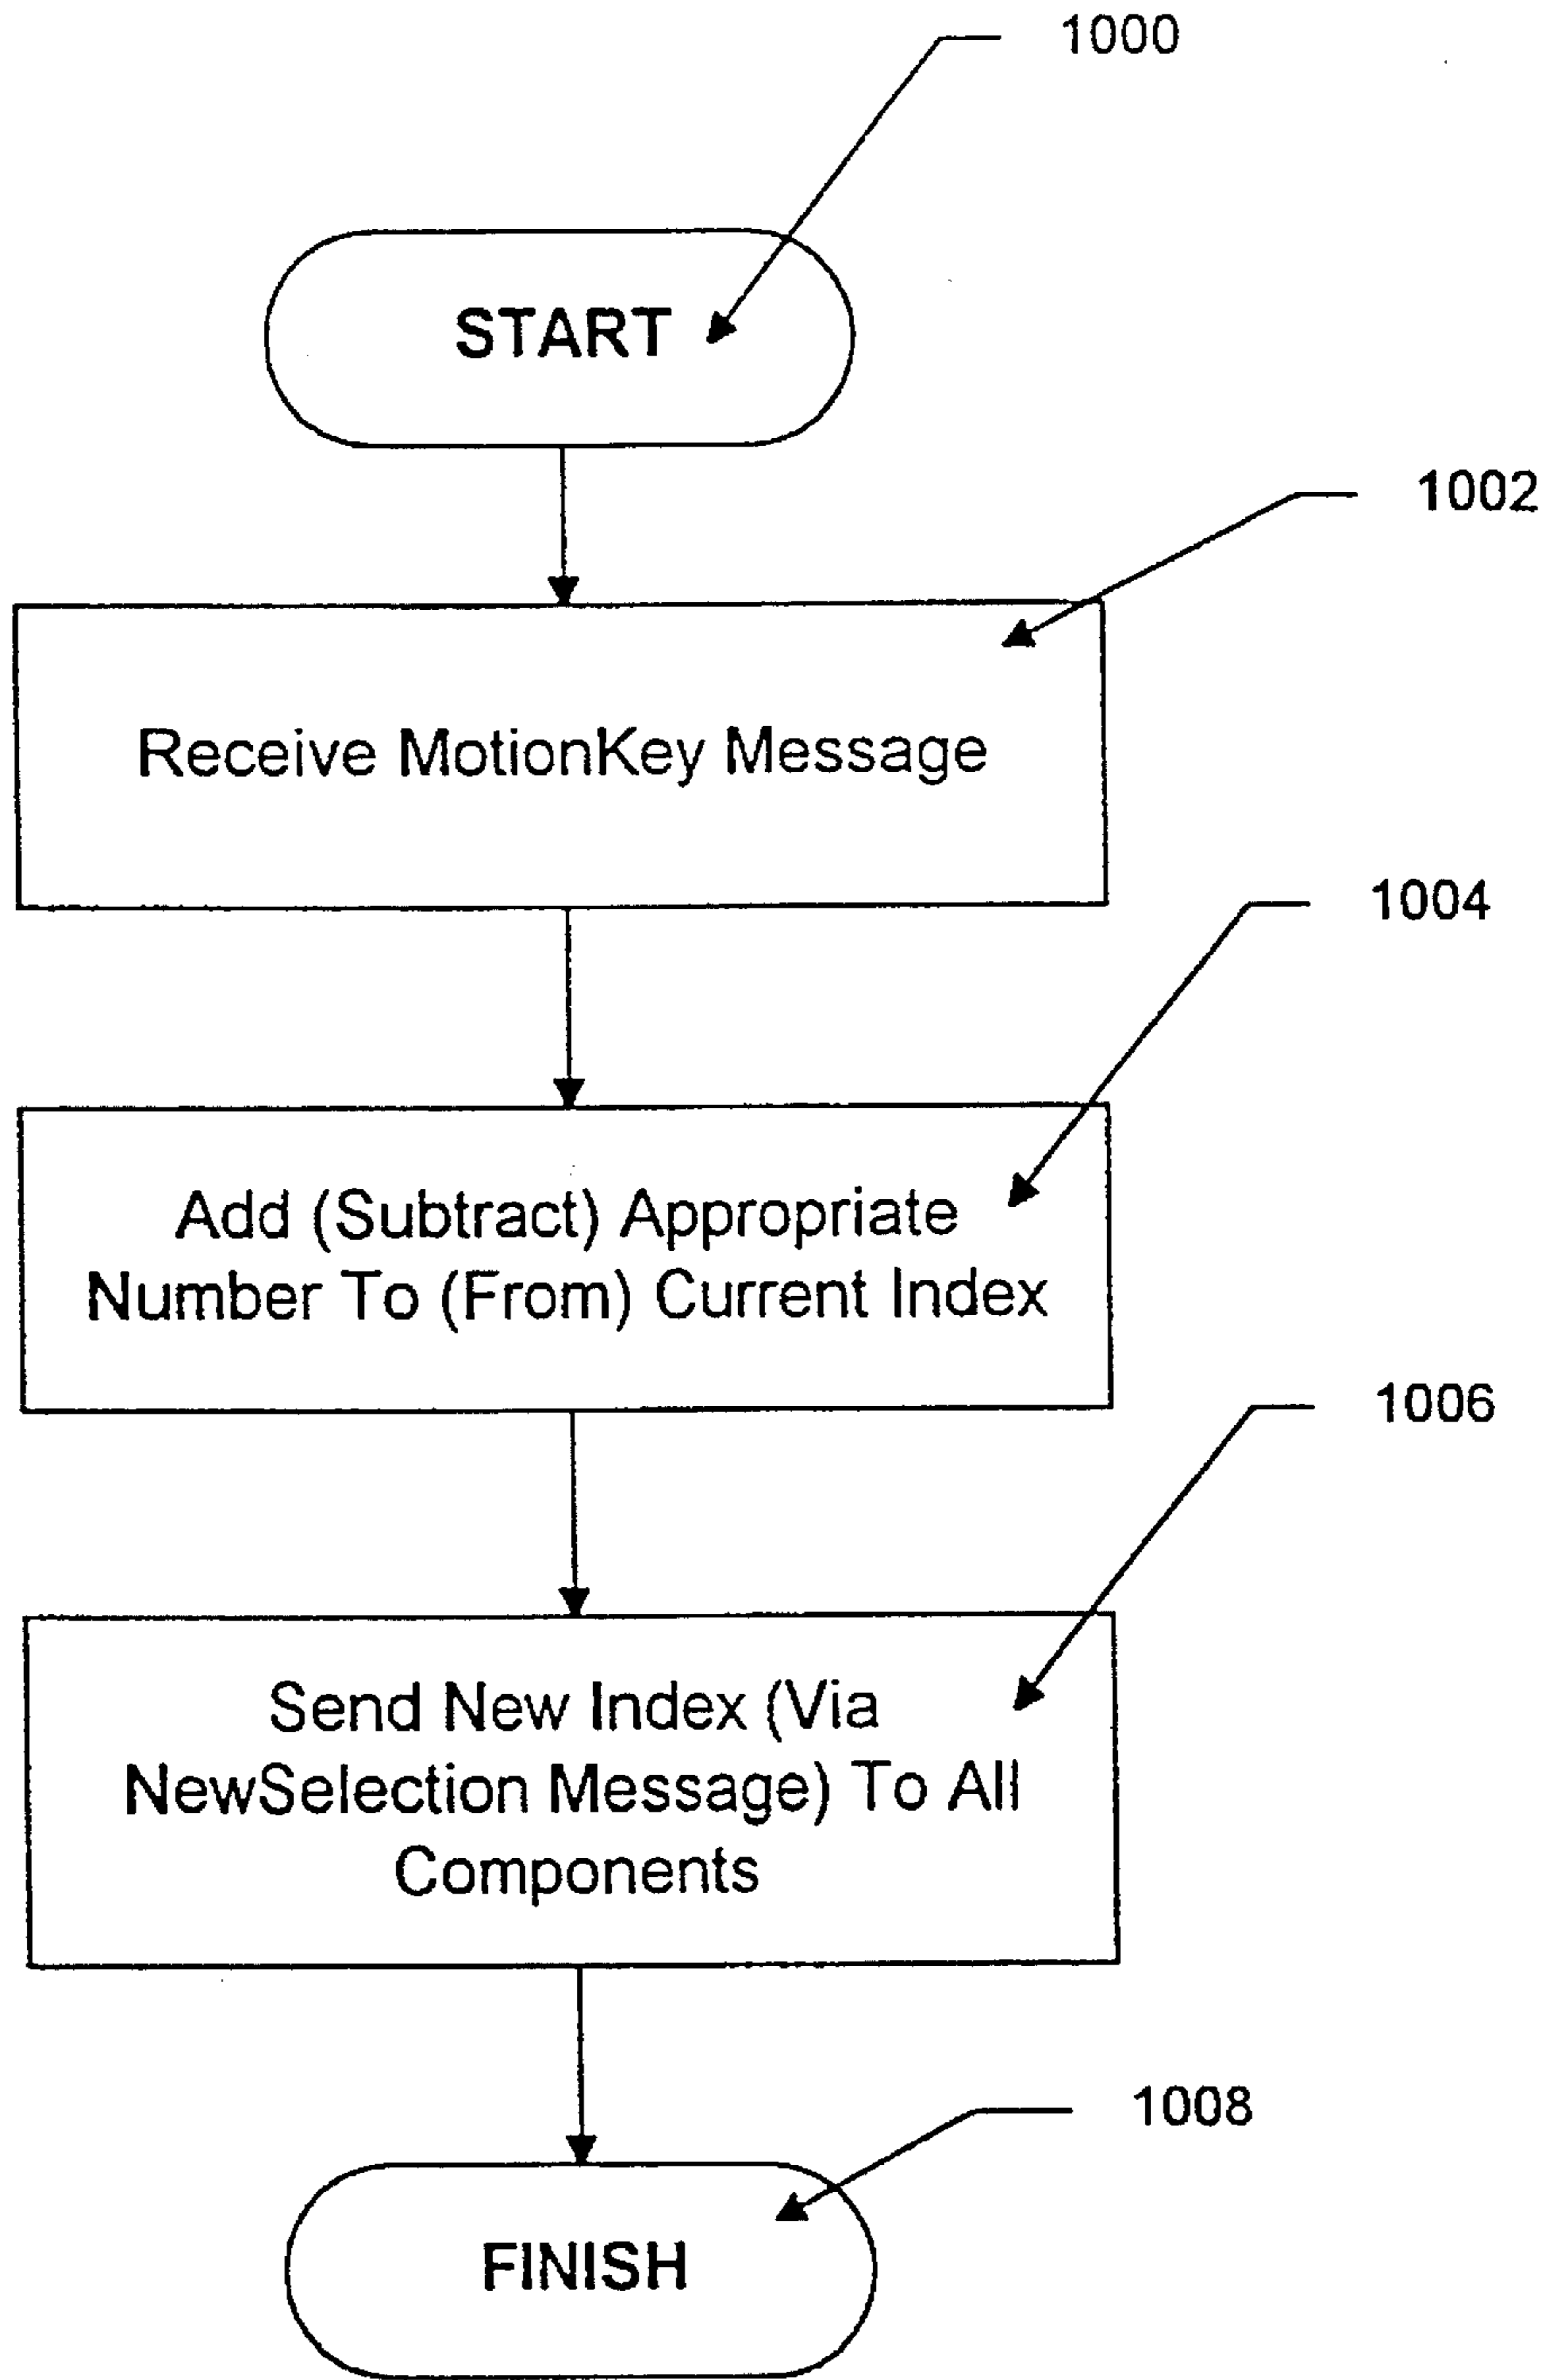 1000
START
1002
Receive MotionKey Message
1004
Add (Subtract) Appropriate
Number To (From) Current Index
1006
Send New Index (Via
NewSelection Message) To All
Components
1008
FINISH